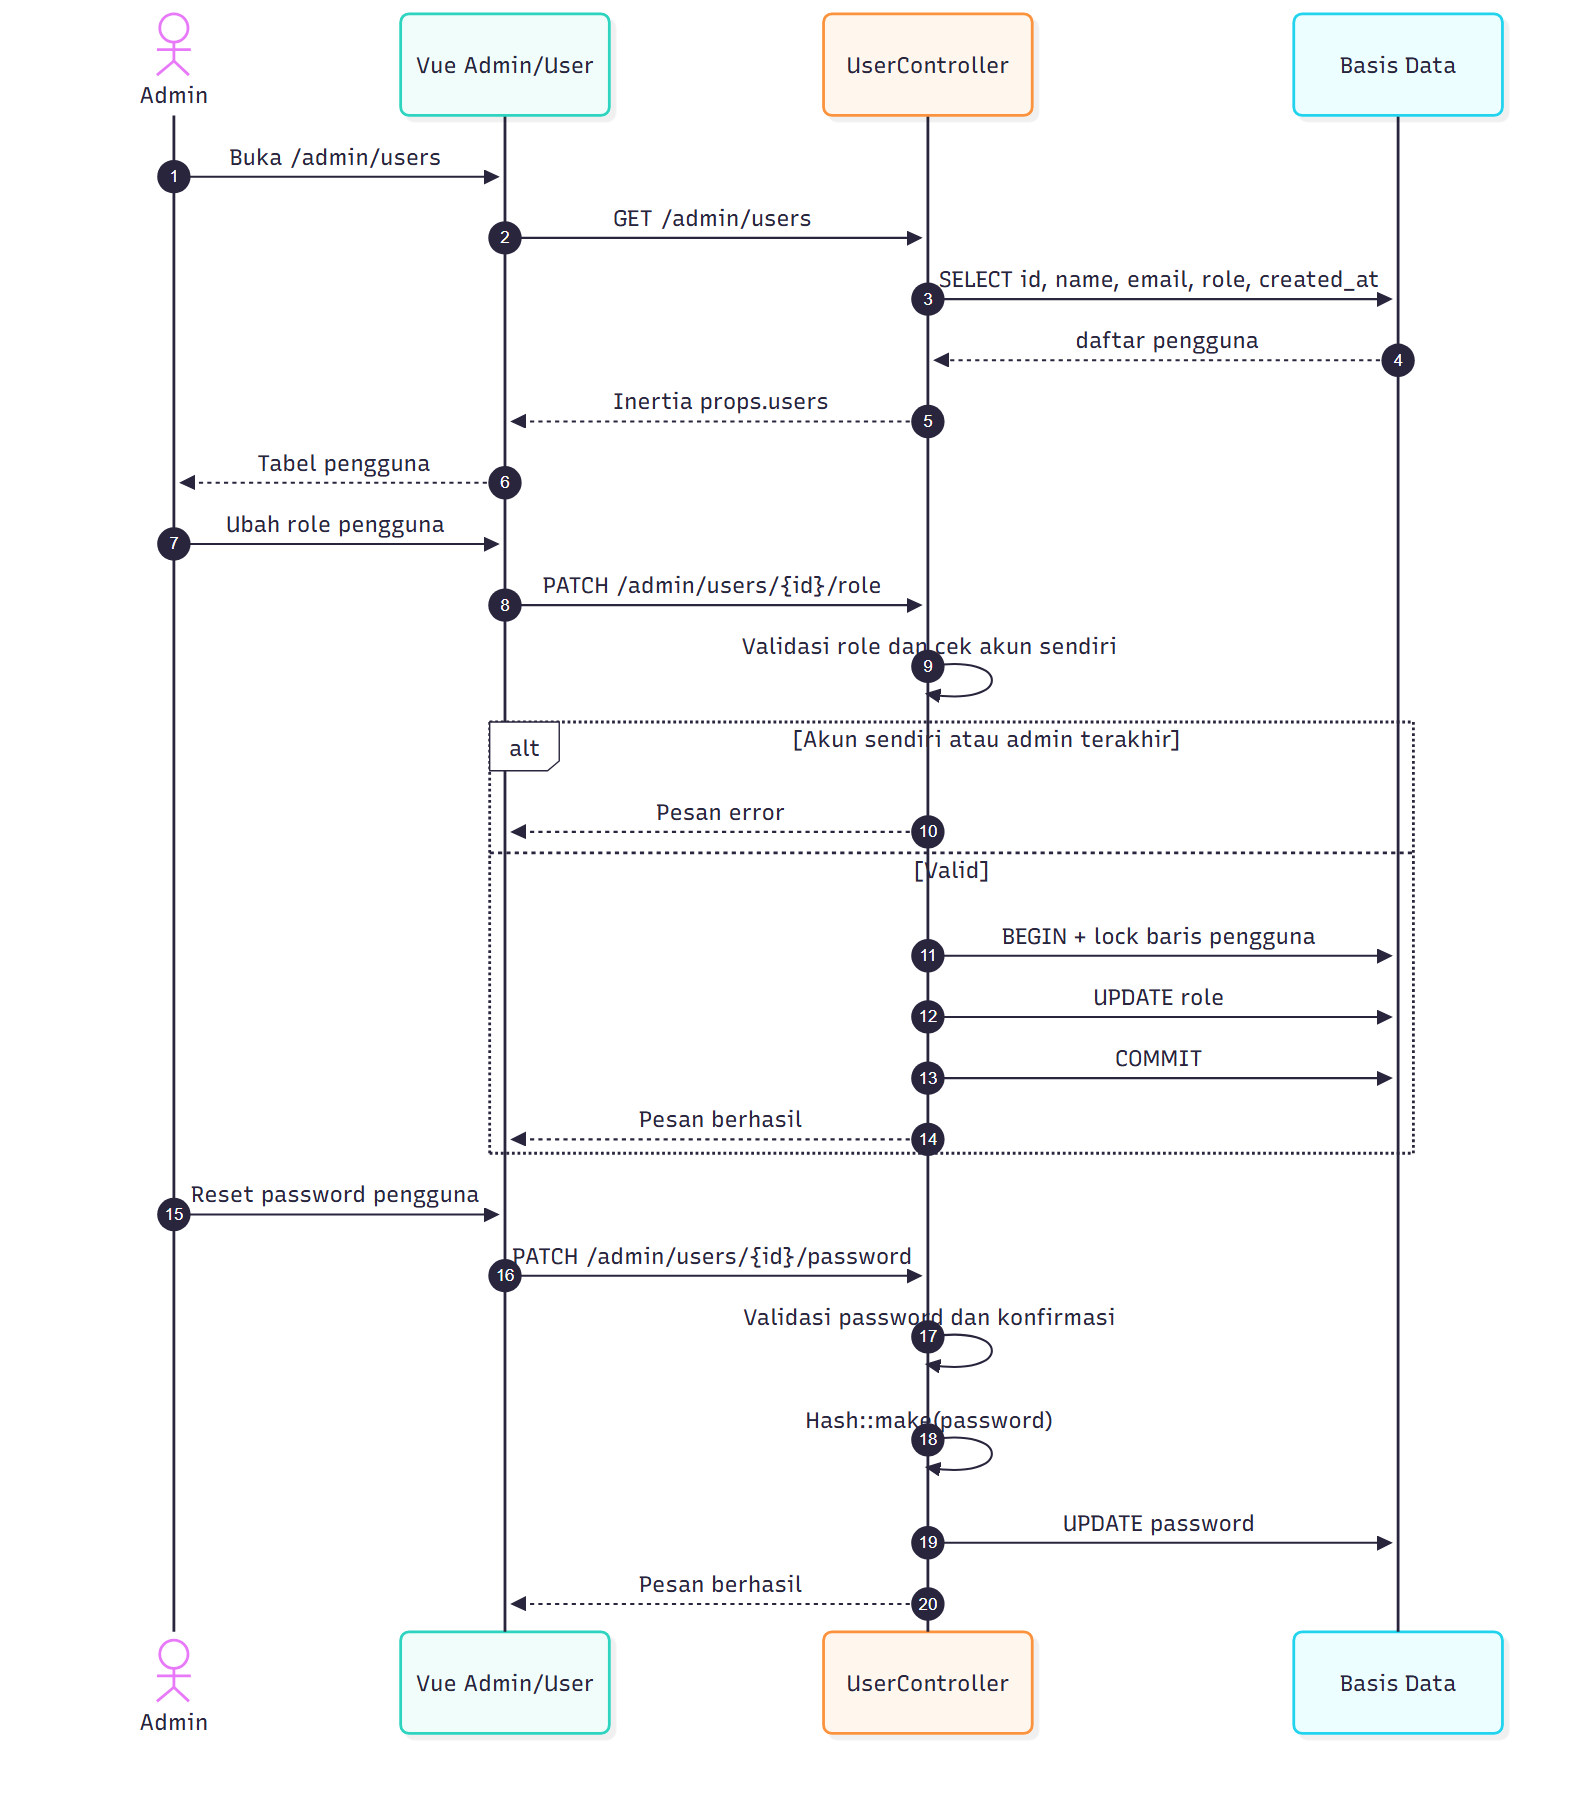 Admin
Vue Admin/User
UserController
Basis Data
Buka /admin/users
1
GET /admin/users
2
SELECT id, name, email, role, created_at
3
daftar pengguna
4
Inertia props.users
5
Tabel pengguna
6
Ubah role pengguna
7
PATCH /admin/users/{id}/role
8
Validasi role dan cek akun sendiri
9
alt
[Akun sendiri atau admin terakhir]
Pesan error
10
[Valid]
BEGIN + lock baris pengguna
11
UPDATE role
12
COMMIT
13
Pesan berhasil
14
Reset password pengguna
15
PATCH /admin/users/{id}/password
16
Validasi password dan konfirmasi
17
Hash::make(password)
18
UPDATE password
19
Pesan berhasil
20
Admin
Vue Admin/User
UserController
Basis Data